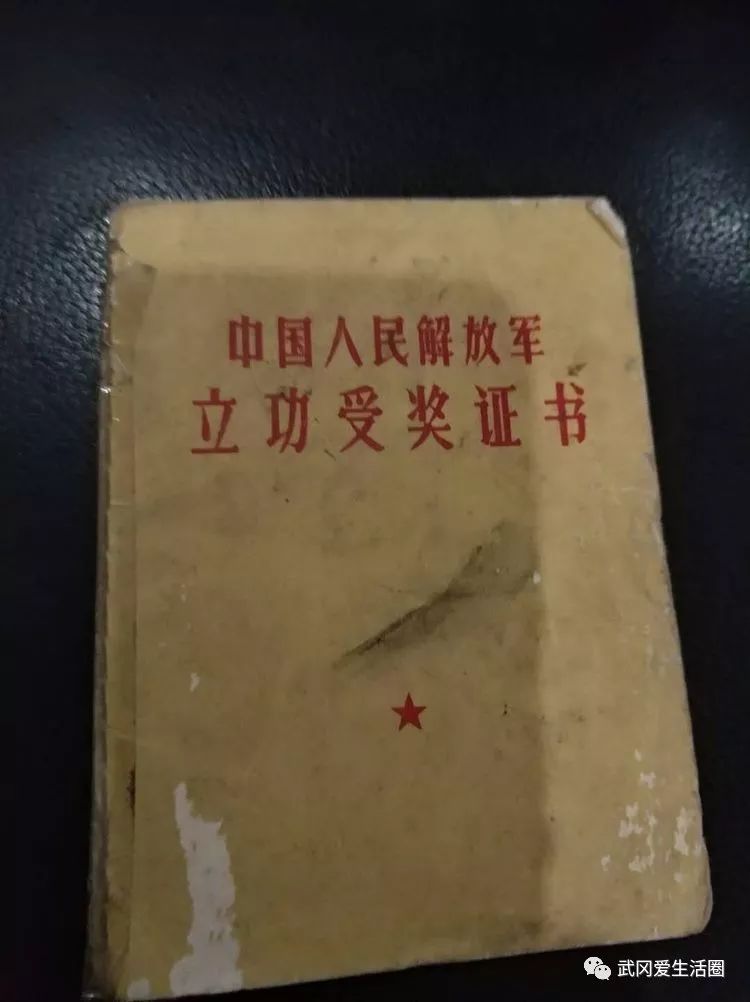 中国人民解放军
立功受奖证书
武冈爱生活圈